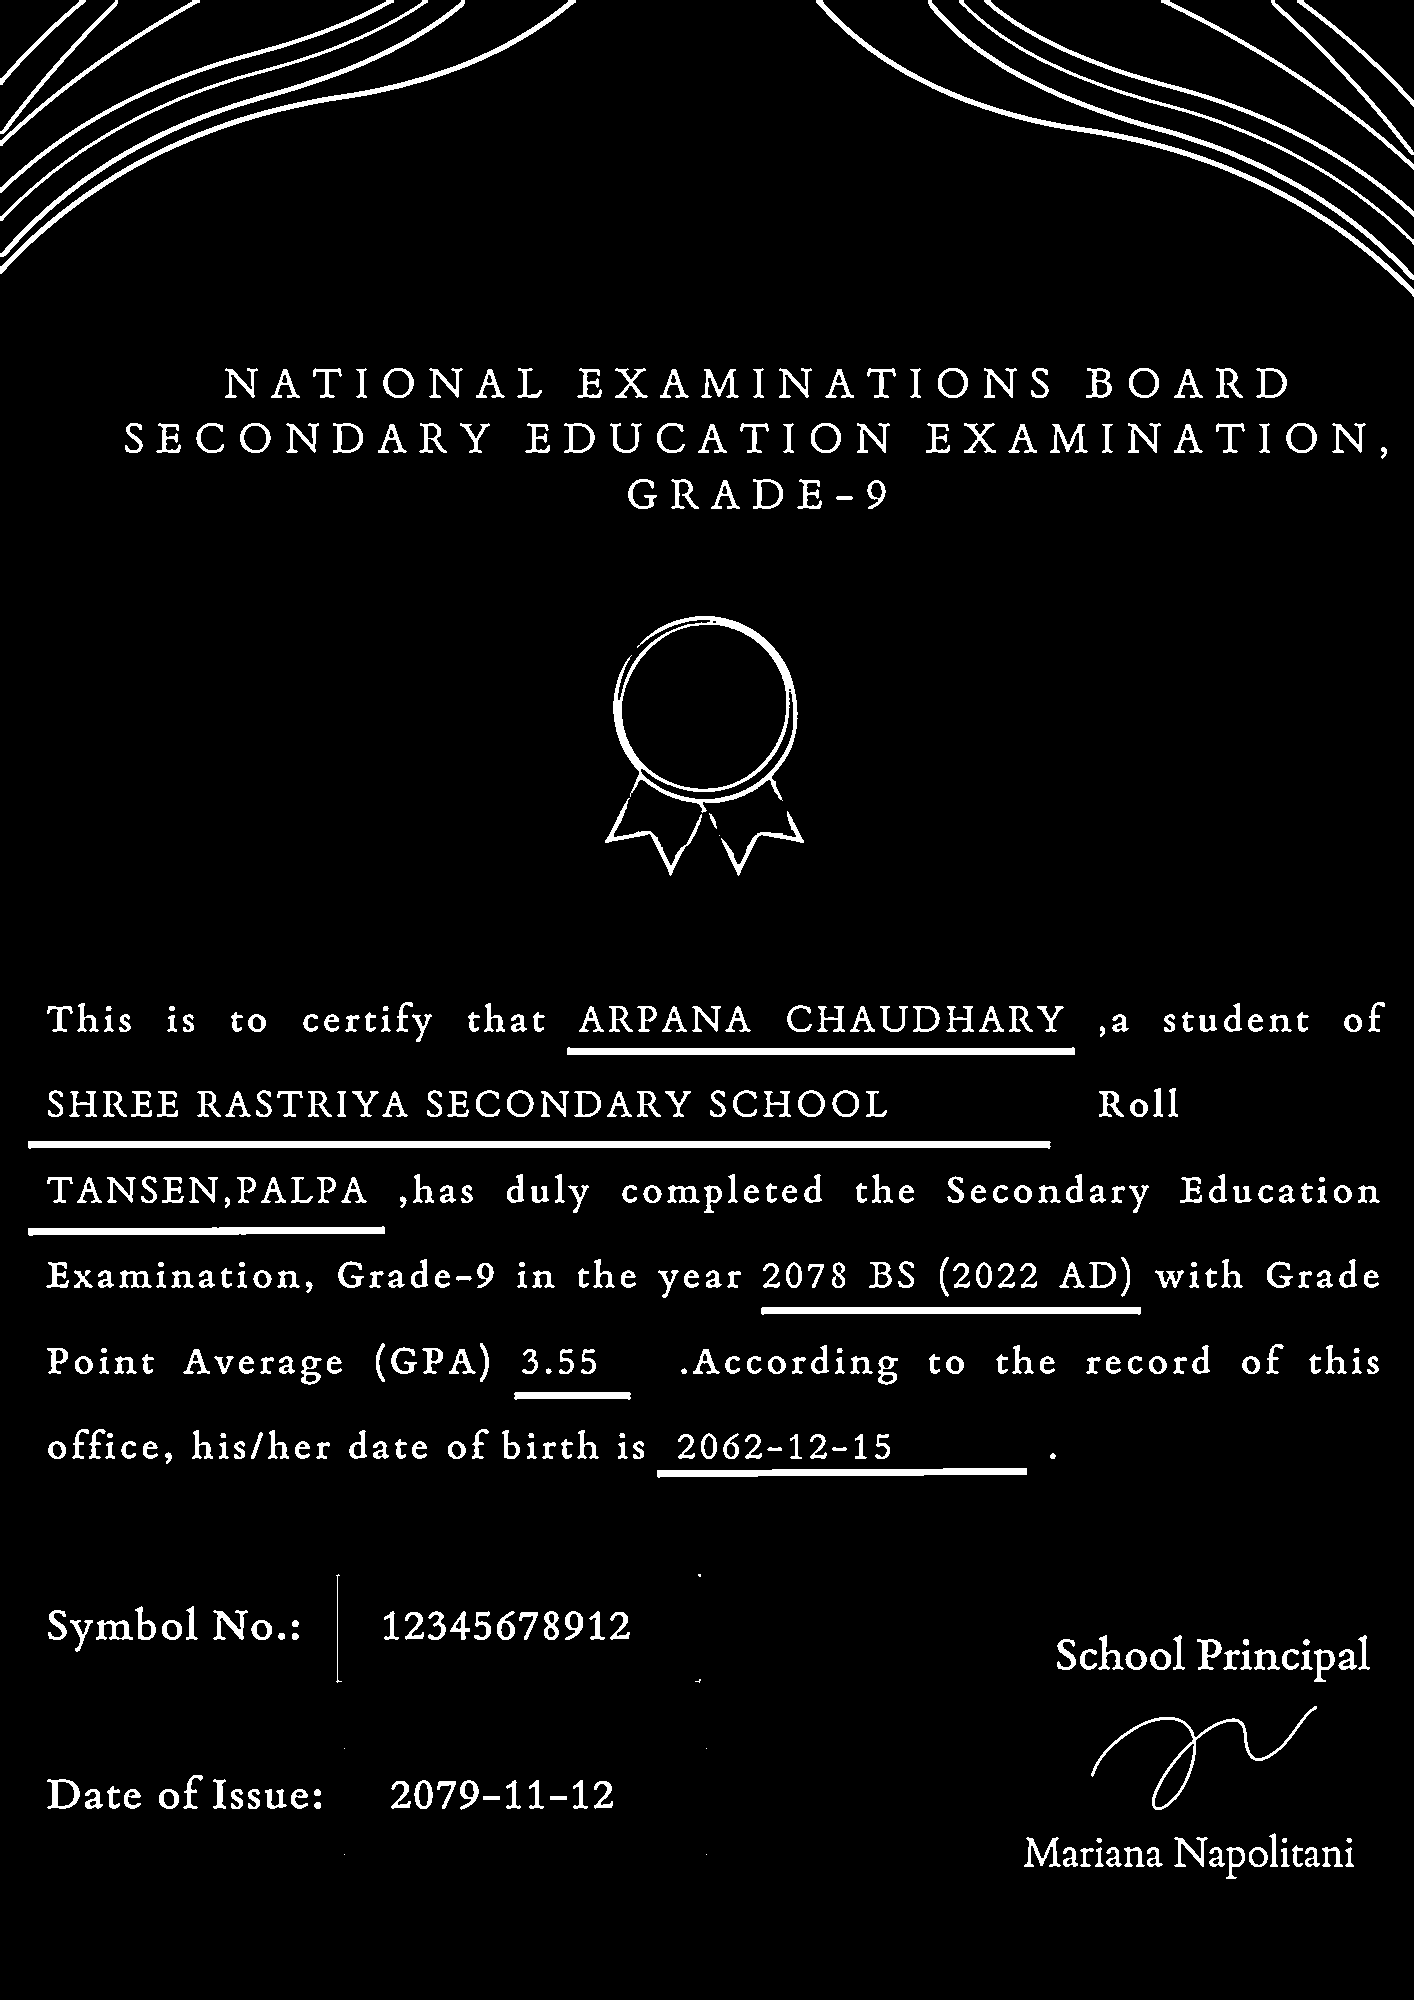 NATIONAL EXAMINATIONS BOARD
SECONDARY EDUCATION EXAMINATION,
GRADE-9
This is to certify that ARPANA CHAUDHARY ,a student of
SHREE RASTRIYA SECONDARY SCHOOL Roll
TANSEN,PALPA ,has duly completed the Secondary Education
Examination, Grade-9 in the year 2078 BS (2022 AD) with Grade
Point Average (GPA) 3.55 .According to the record of this
office, his/her date of birth is 2062-12-15 .
Symbol No.: 12345678912
School Principal
Date of Issue: 2079-11-12
Mariana Napolitani